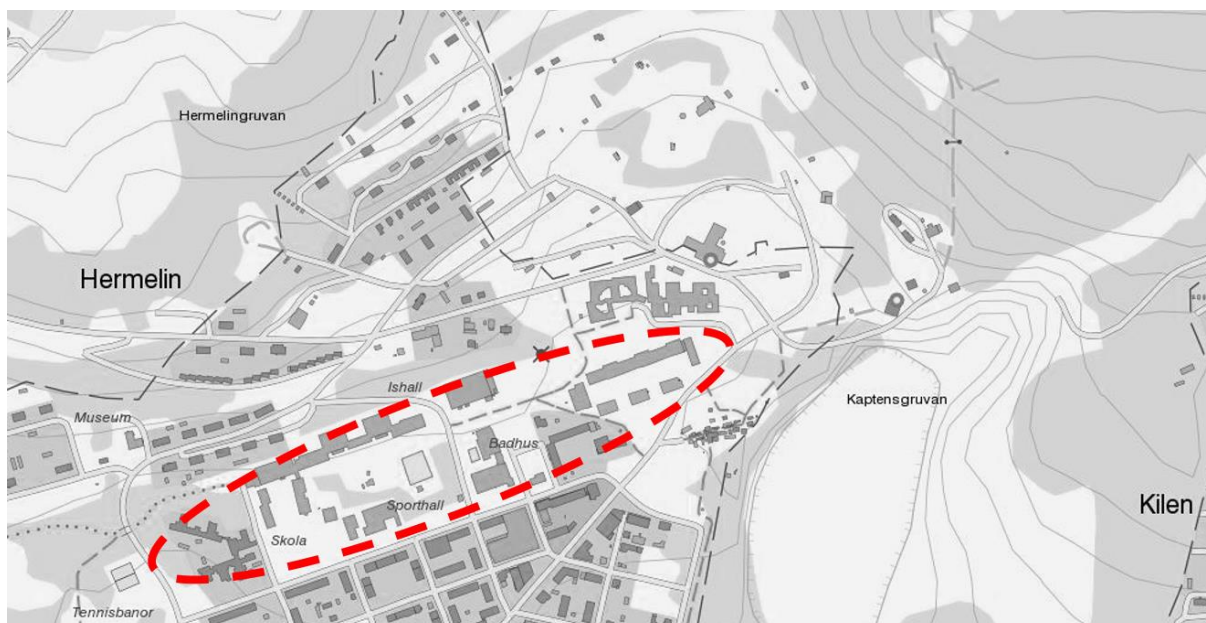 Hermelingruvan
Hermelin
Kaptensgruvan
Ishall
Museum
Badhus
Kilen
Sporthall
Skola
Tennisbanor